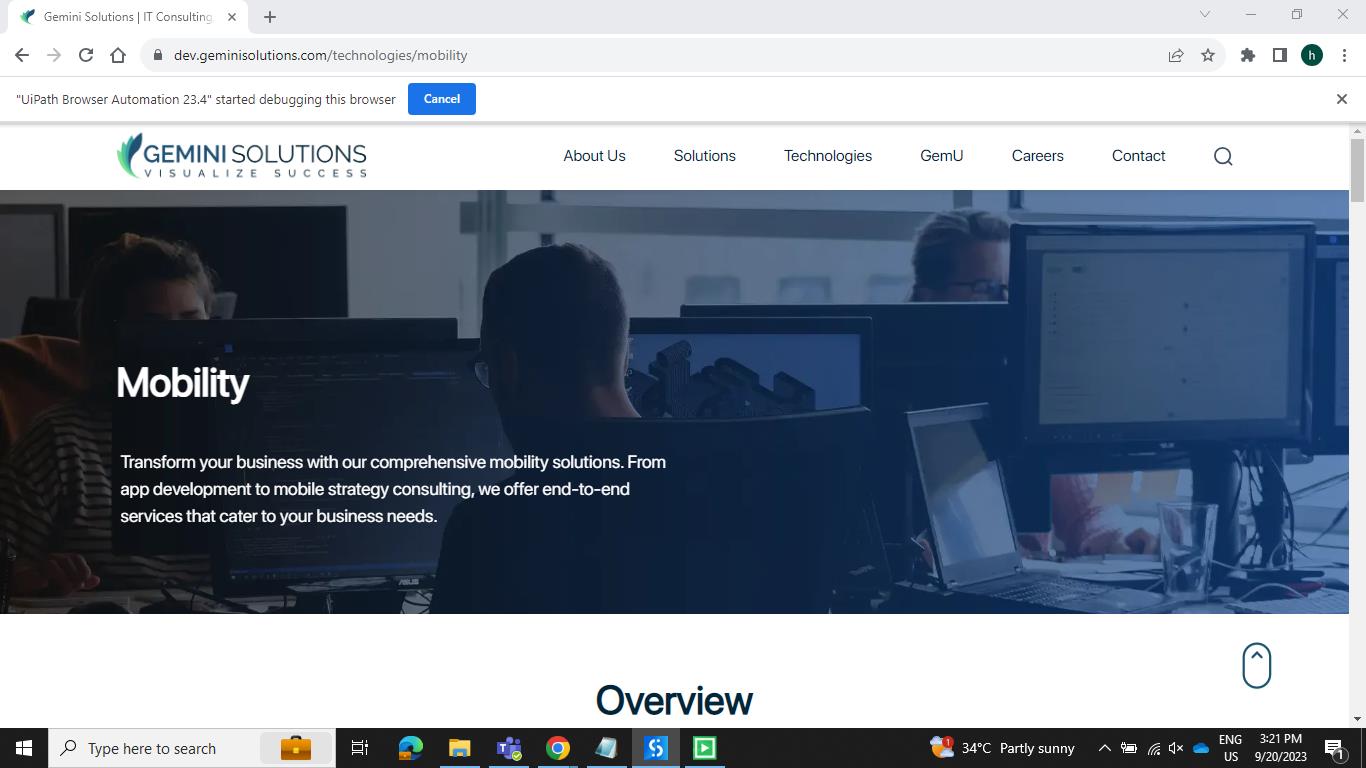 Gemini Solutions | IT Consulting
dev.geminisolutions.com/technologies/mobility
h
"UiPath Browser Automation 23.4" started debugging this browser
Cancel
GEMINI SOLUTIONS
VISUALIZE SUCCESS
About Us
Solutions
Technologies
GemU
Careers
Contact
Mobility
Transform your business with our comprehensive mobility solutions. From
app development to mobile strategy consulting, we offer end-to-end
services that cater to your business needs.
ASUS
Overview
Type here to search
1
34°C Partly sunny
ENG
US
3:21 PM
9/20/2023
1